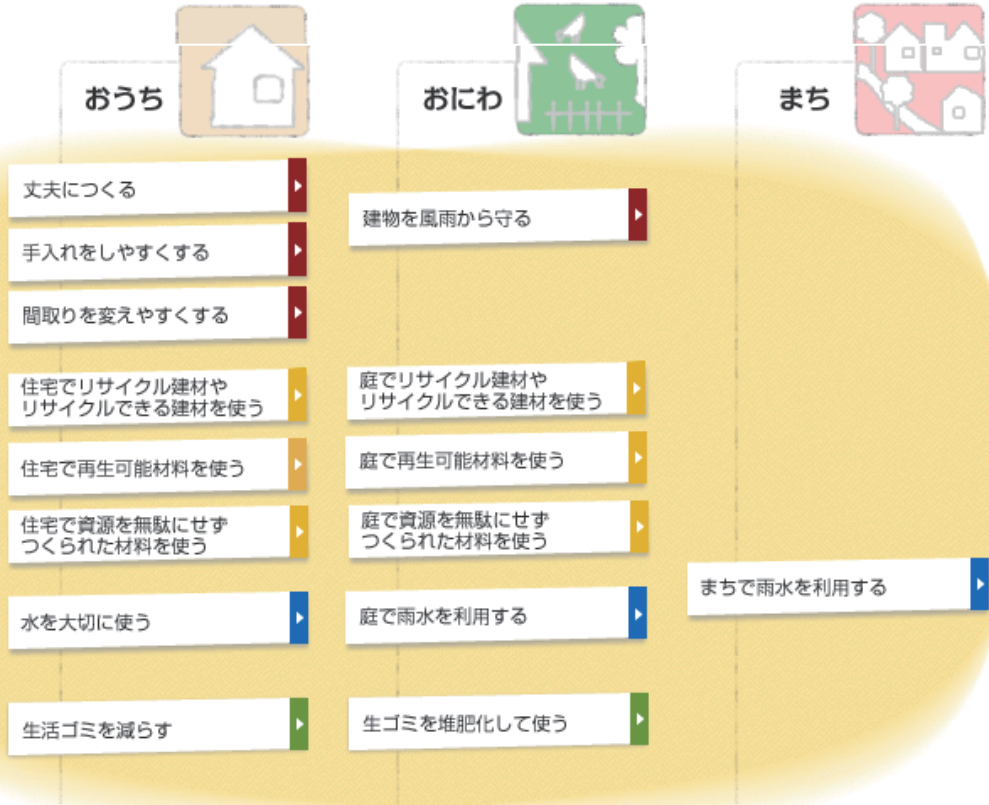 おうち
おにわ
まち
丈夫につくる
手入れをしやすくする
間取りを変えやすくする
住宅でリサイクル建材や
リサイクルできる建材を使う
住宅で再生可能材料を使う
住宅で資源を無駄にせず
つくられた材料を使う
水を大切に使う
生活ゴミを減らす
建物を風雨から守る
庭でリサイクル建材や
リサイクルできる建材を使う
庭で再生可能材料を使う
庭で資源を無駄にせず
つくられた材料を使う
庭で雨水を利用する
生ゴミを堆肥化して使う
まちで雨水を利用する